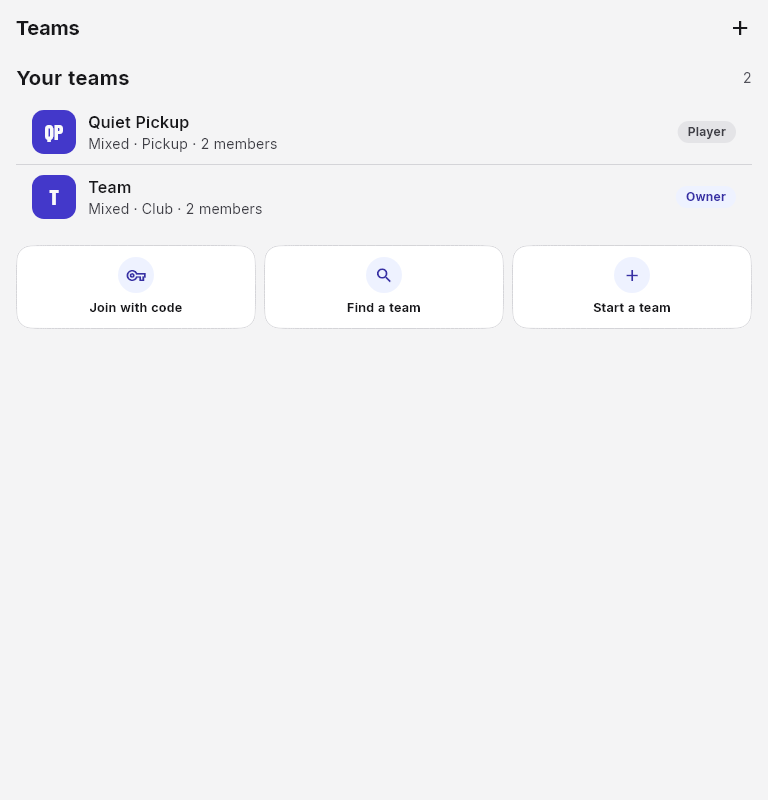 Teams
Your teams
2
QP
Quiet Pickup
Mixed · Pickup · 2 members
Player
T
Team
Mixed · Club · 2 members
Owner
Join with code
Find a team
Start a team